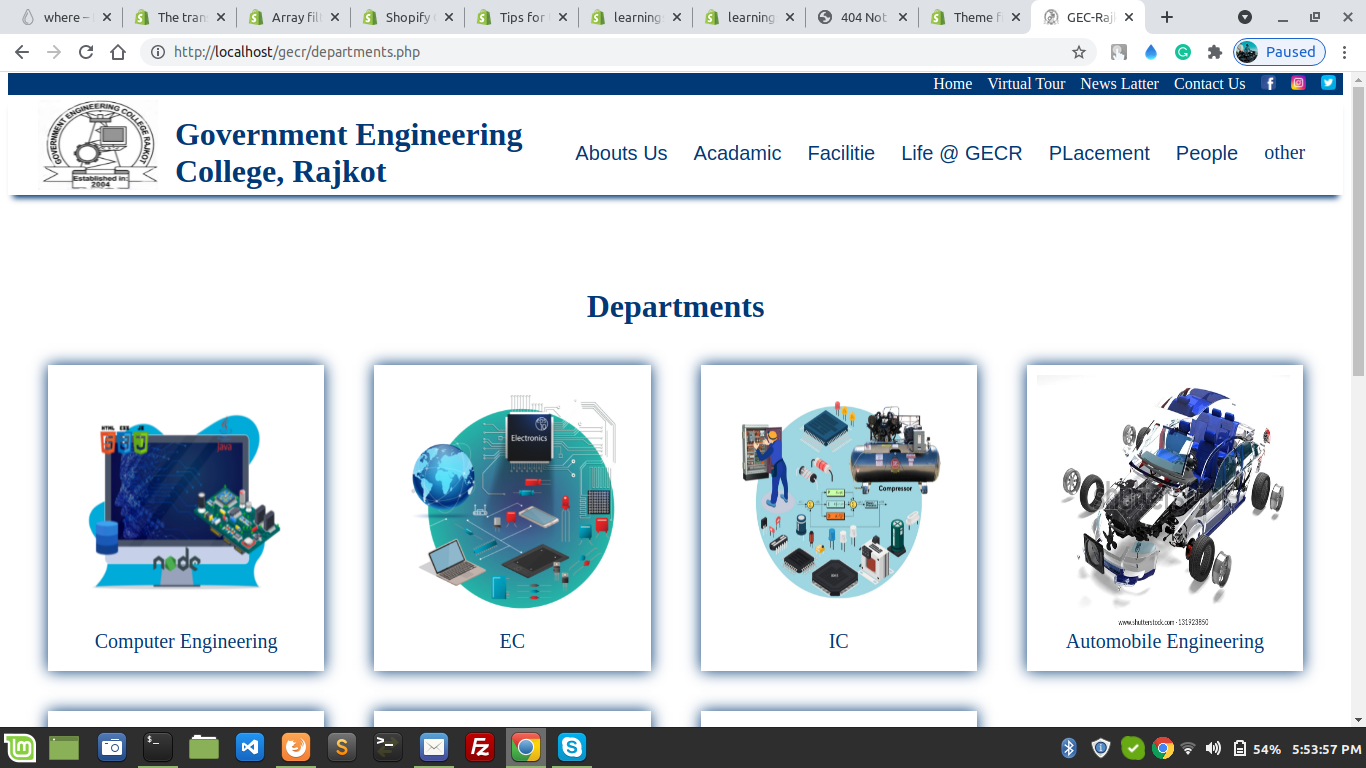 where –
The tran
Array fil
Shopify
Tips for
learning
learning
404 Not
Theme f
GEC-Raj
http://localhost/gecr/departments.php
Paused
Home Virtual Tour News Latter Contact Us
GOVERNMENT ENGINEERING COLLEGE RAJKOT
Established in:
2004
Government Engineering
College, Rajkot
Abouts Us Acadamic Facilitie Life @ GECR PLacement People other
Departments
HTML CSS JS
Java
node
Computer Engineering
Electronics
EC
Compressor
IC
shutterstock
www.shutterstock.com · 131923850
Automobile Engineering
54% 5:53:57 PM